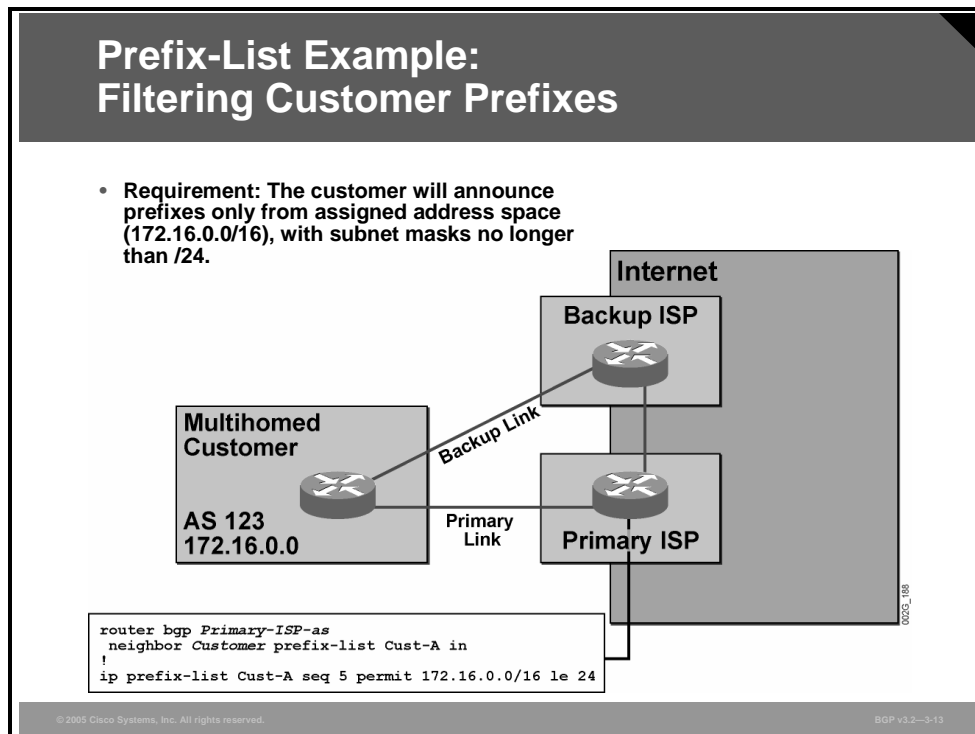 Prefix-List Example:
Filtering Customer Prefixes
• Requirement: The customer will announce
prefixes only from assigned address space
(172.16.0.0/16), with subnet masks no longer
than /24.
Internet
Backup ISP
Multihomed
Customer
Backup Link
AS 123
172.16.0.0
Primary
Link
Primary ISP
002G_188
router bgp Primary-ISP-as
neighbor Customer prefix-list Cust-A in
!
ip prefix-list Cust-A seq 5 permit 172.16.0.0/16 le 24
© 2005 Cisco Systems, Inc. All rights reserved.
BGP v3.2—3-13